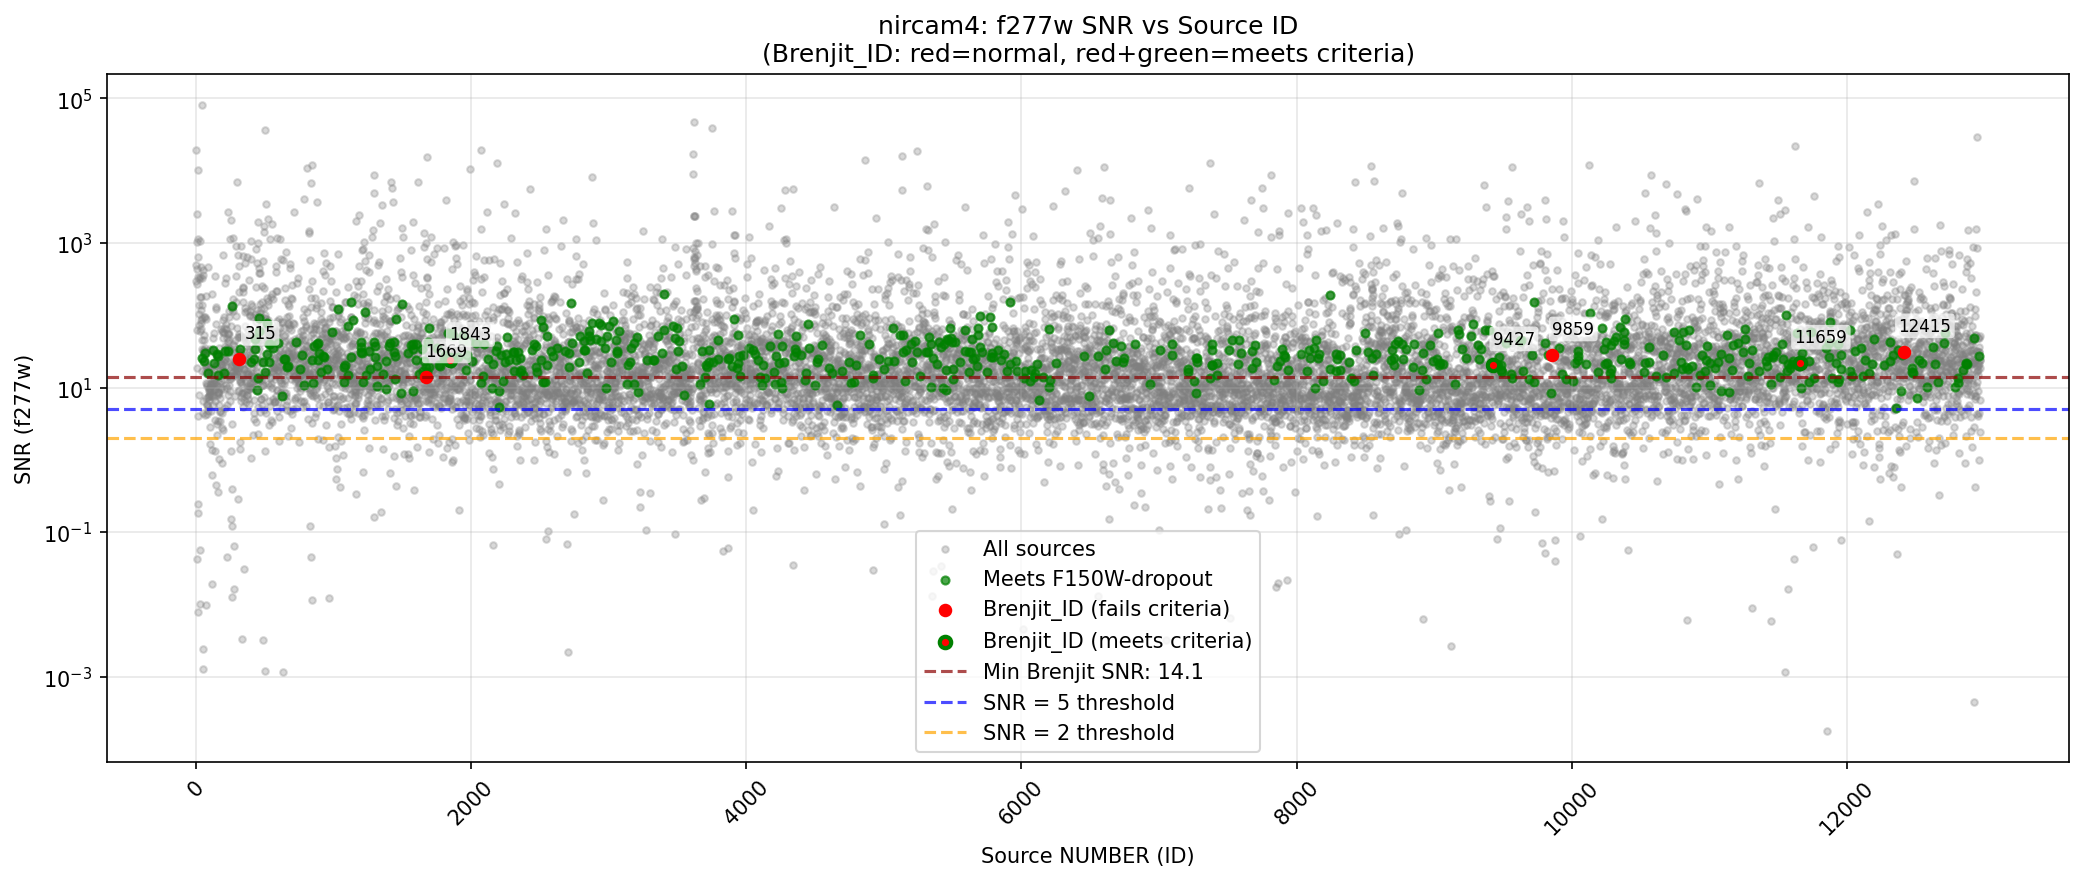 nircam4: f277w SNR vs Source ID
(Brenjit_ID: red=normal, red+green=meets criteria)
SNR (f277w)
10^5
10^3
10^1
10^-1
10^-3
315
1843
1669
9427
9859
11659
12415
All sources
Meets F150W-dropout
Brenjit_ID (fails criteria)
Brenjit_ID (meets criteria)
Min Brenjit SNR: 14.1
SNR = 5 threshold
SNR = 2 threshold
0
2000
4000
6000
8000
10000
12000
Source NUMBER (ID)